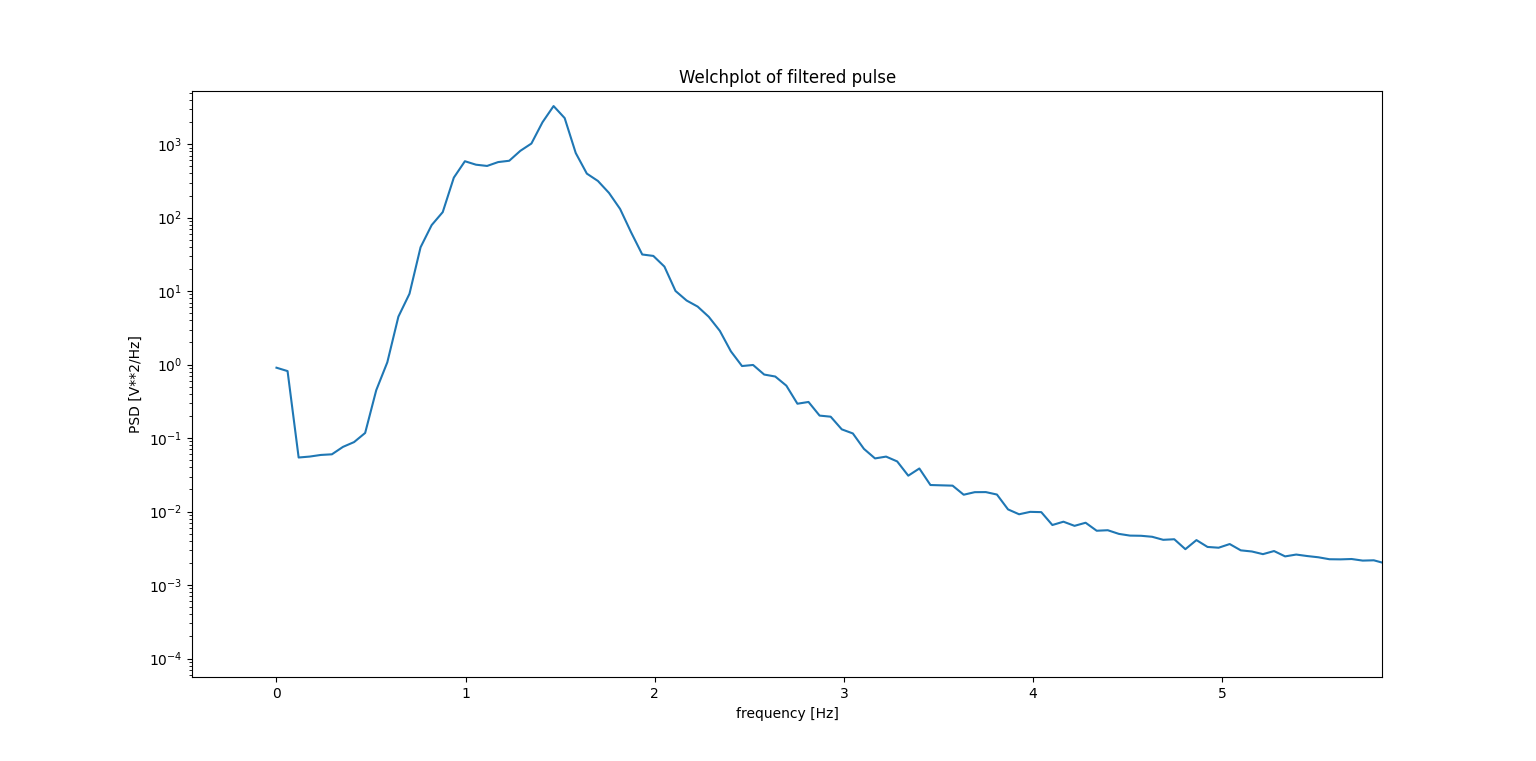 Welchplot of filtered pulse
PSD [V**2/Hz]
10³
10²
10¹
10⁰
10⁻¹
10⁻²
10⁻³
10⁻⁴
0 1 2 3 4 5
frequency [Hz]